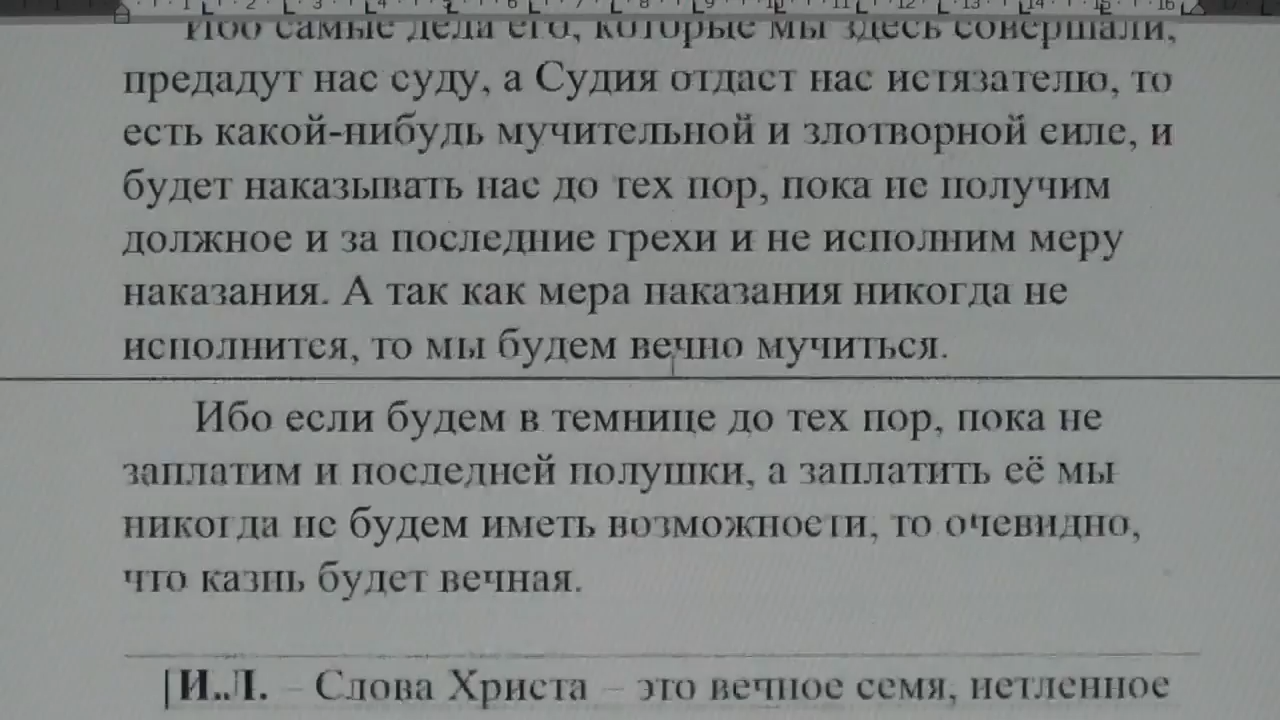 Ибо самые дела его, которые мы здесь совершали,
предадут нас суду, а Судия отдаст нас истязателю, то
есть какой-нибудь мучительной и злотворной силе, и
будет наказывать нас до тех пор, пока не получим
должное и за последние грехи и не исполним меру
наказания. А так как мера наказания никогда не
исполнится, то мы будем вечно мучиться.
Ибо если будем в темнице до тех пор, пока не
заплатим и последней полушки, а заплатить её мы
никогда не будем иметь возможности, то очевидно,
что казнь будет вечная.
И..Л. – Слова Христа – это вечное семя, нетленное